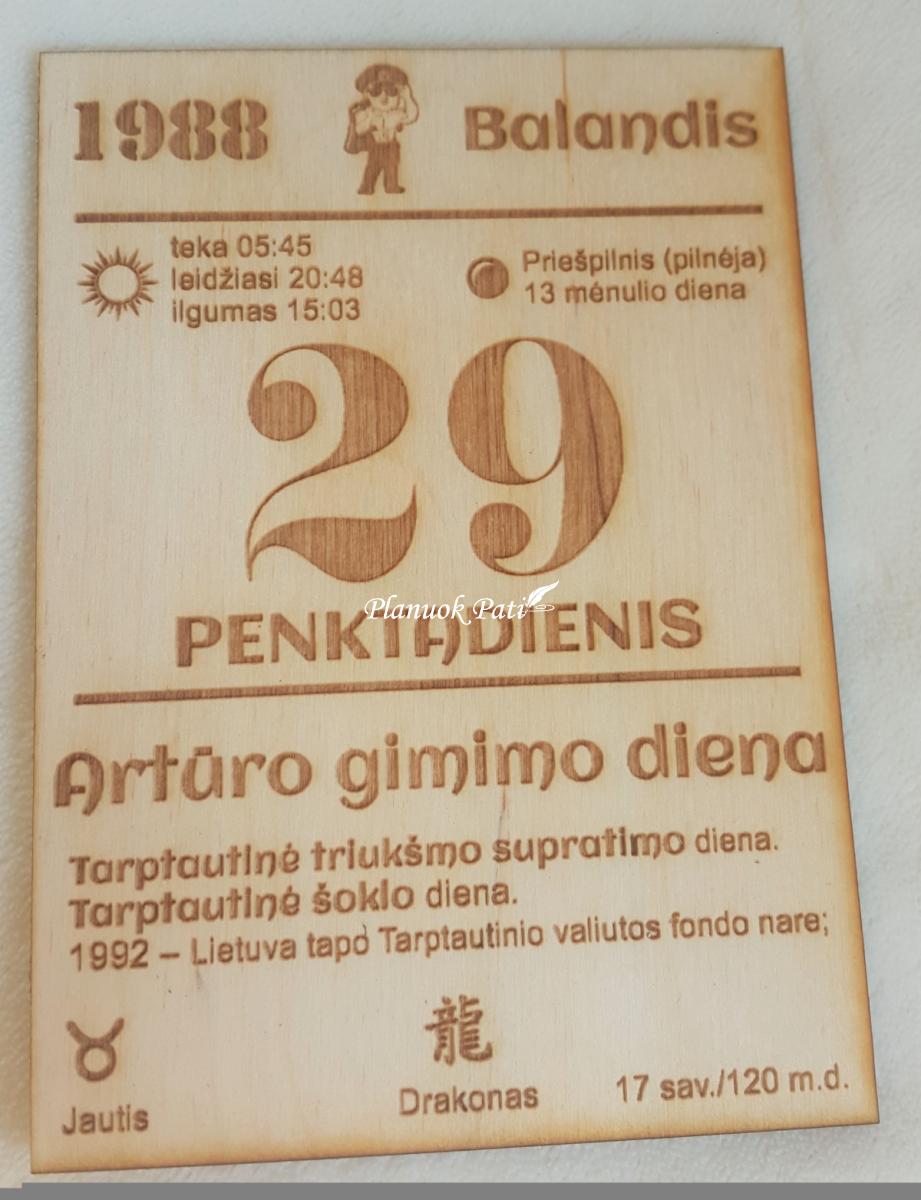 1988 Balandis
teka 05:45
leidžiasi 20:48
ilgumas 15:03
Priešpilnis (pilnėja)
13 mėnulio diena
29
Planuok Pati
PENKTADIENIS
Artūro gimimo diena
Tarptautinė triukšmo supratimo diena.
Tarptautinė šokio diena.
1992 – Lietuva tapo Tarptautinio valiutos fondo nare;
龍
Jautis Drakonas 17 sav./120 m.d.